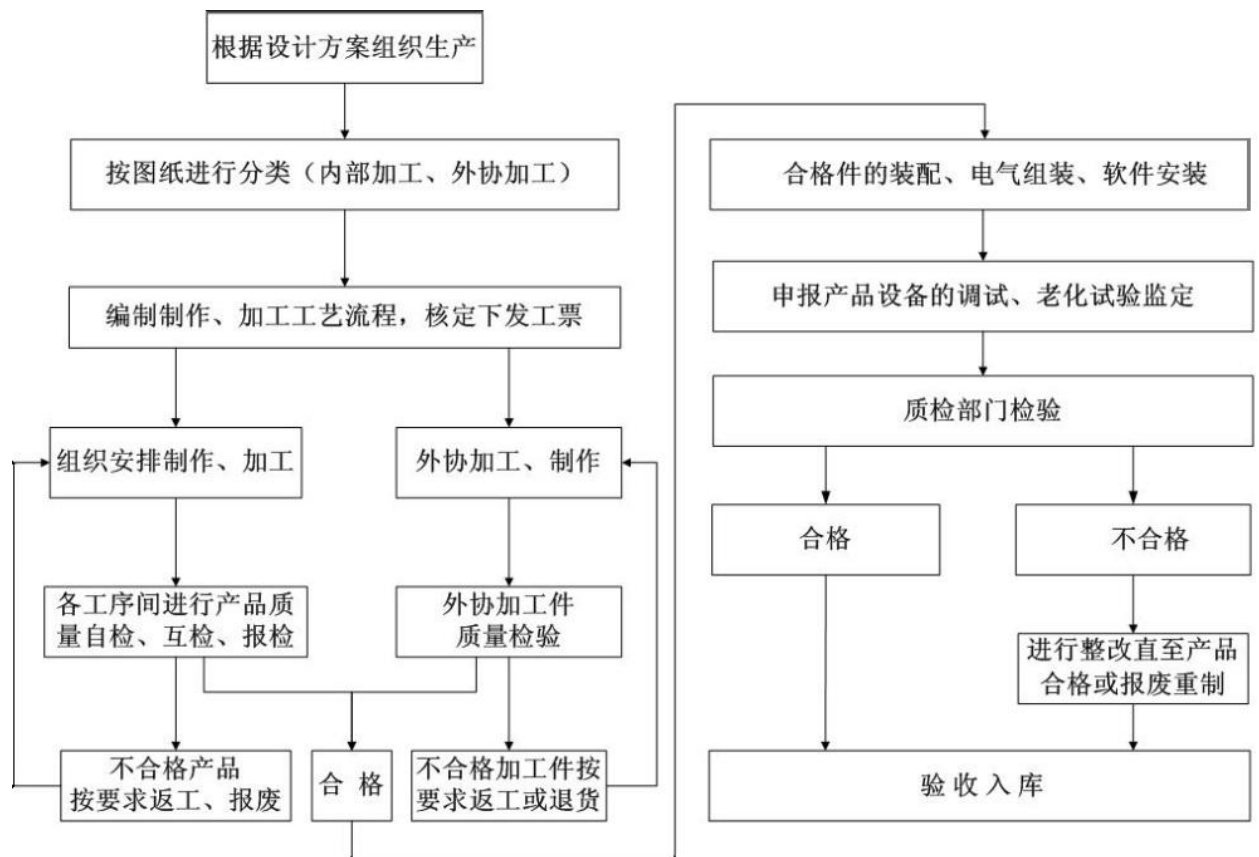 根据设计方案组织生产
按图纸进行分类（内部加工、外协加工）
编制制作、加工工艺流程，核定下发工票
组织安排制作、加工
外协加工、制作
各工序间进行产品质
量自检、互检、报检
外协加工件
质量检验
不合格产品
按要求返工、报废
合 格
不合格加工件按
要求返工或退货
合格件的装配、电气组装、软件安装
申报产品设备的调试、老化试验监定
质检部门检验
合格
不合格
进行整改直至产品
合格或报废重制
验收入库